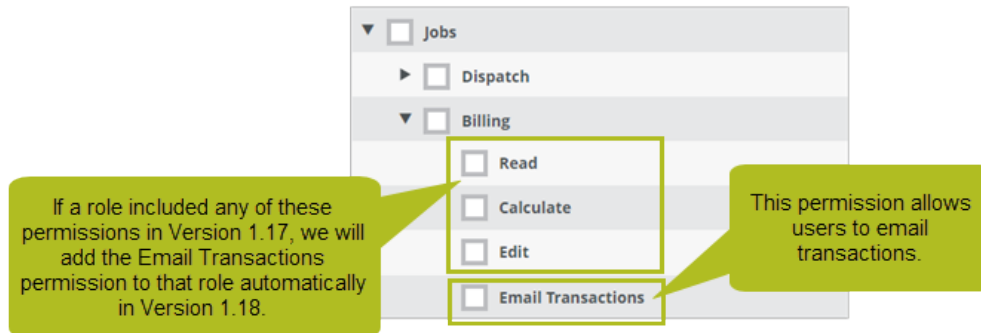 Jobs
Dispatch
Billing
Read
Calculate
Edit
Email Transactions
If a role included any of these
permissions in Version 1.17, we will
add the Email Transactions
permission to that role automatically
in Version 1.18.
This permission allows
users to email
transactions.